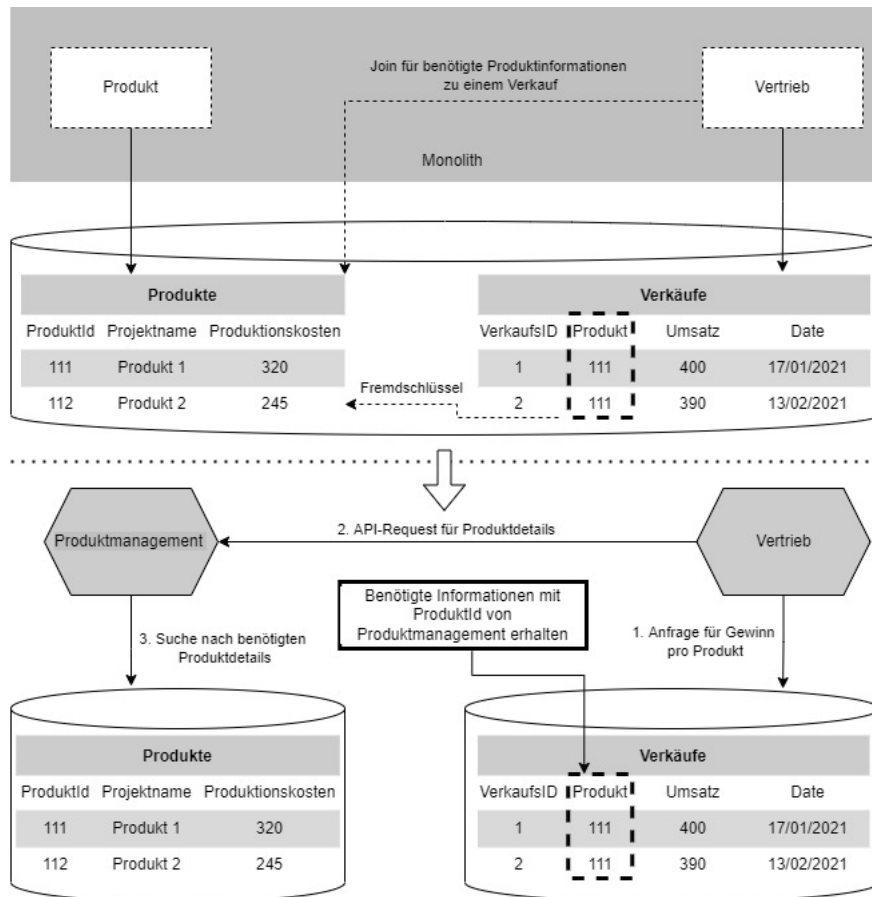 Produkt
Join für benötigte Produktinformationen
zu einem Verkauf
Vertrieb
Monolith
Produkte
ProduktId Projektname Produktionskosten
111 Produkt 1 320
112 Produkt 2 245
Fremdschlüssel
Verkäufe
VerkaufsID Produkt Umsatz Date
1 111 400 17/01/2021
2 111 390 13/02/2021
Produktmanagement
2. API-Request für Produktdetails
Vertrieb
Benötigte Informationen mit
ProduktId von
Produktmanagement erhalten
3. Suche nach benötigten
Produktdetails
1. Anfrage für Gewinn
pro Produkt
Produkte
ProduktId Projektname Produktionskosten
111 Produkt 1 320
112 Produkt 2 245
Verkäufe
VerkaufsID Produkt Umsatz Date
1 111 400 17/01/2021
2 111 390 13/02/2021